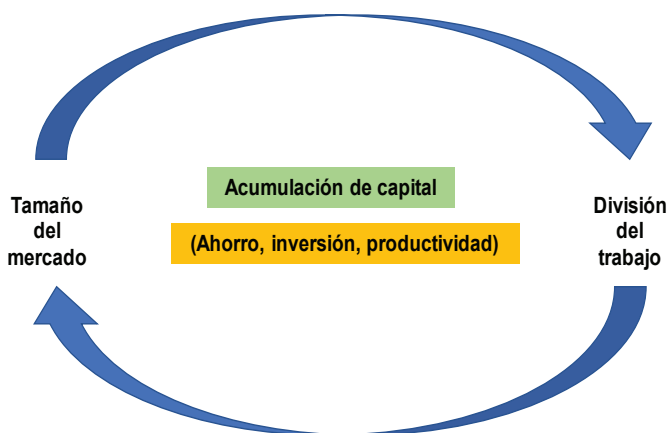 Tamaño
del
mercado
Acumulación de capital
(Ahorro, inversión, productividad)
División
del
trabajo